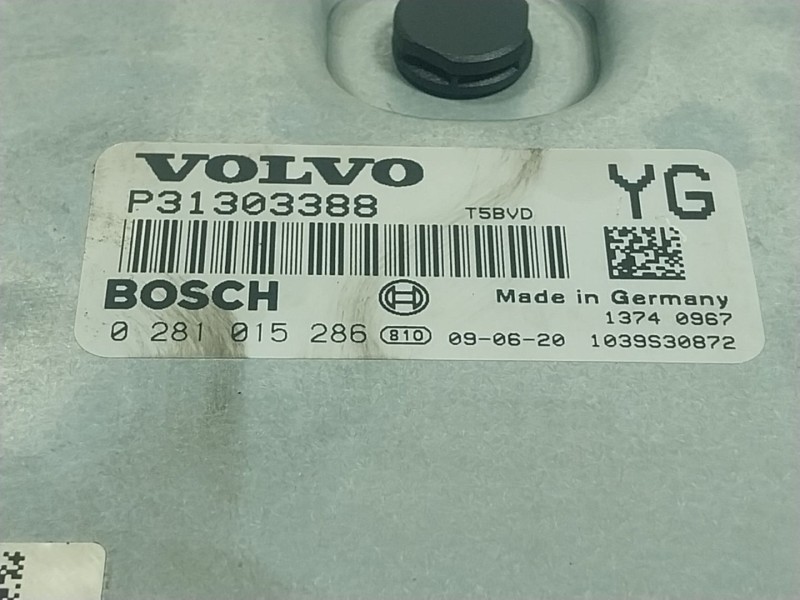 VOLVO
P31303388 T5BVD YG
BOSCH Made in Germany
1374 0967
0 281 015 286 810 09-06-20 1039S30872